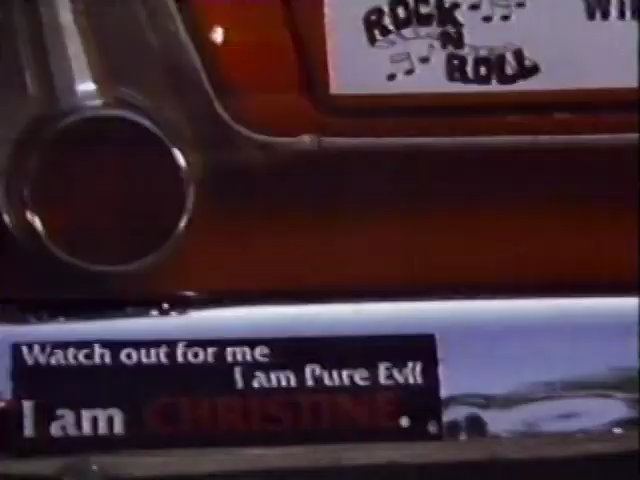 ROCK
N
ROLL
Watch out for me
I am Pure Evil
I am CHRISTINE. .